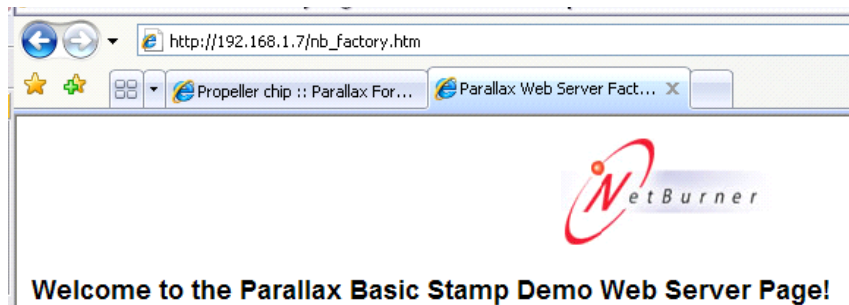 http://192.168.1.7/nb_factory.htm
Propeller chip :: Parallax For...
Parallax Web Server Fact...
NetBurner
Welcome to the Parallax Basic Stamp Demo Web Server Page!